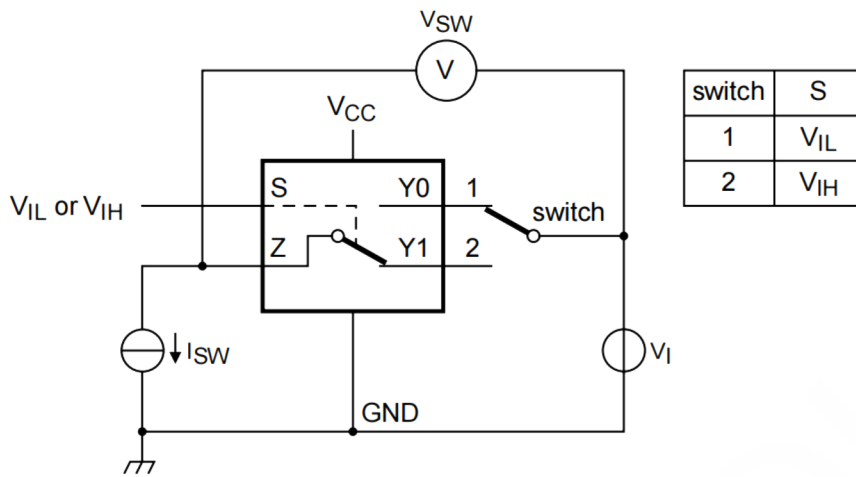 VSW
V
VCC
switch S
1 VIL
2 VIH
S Y0 1
VIL or VIH
switch
Z Y1 2
ISW
VI
GND